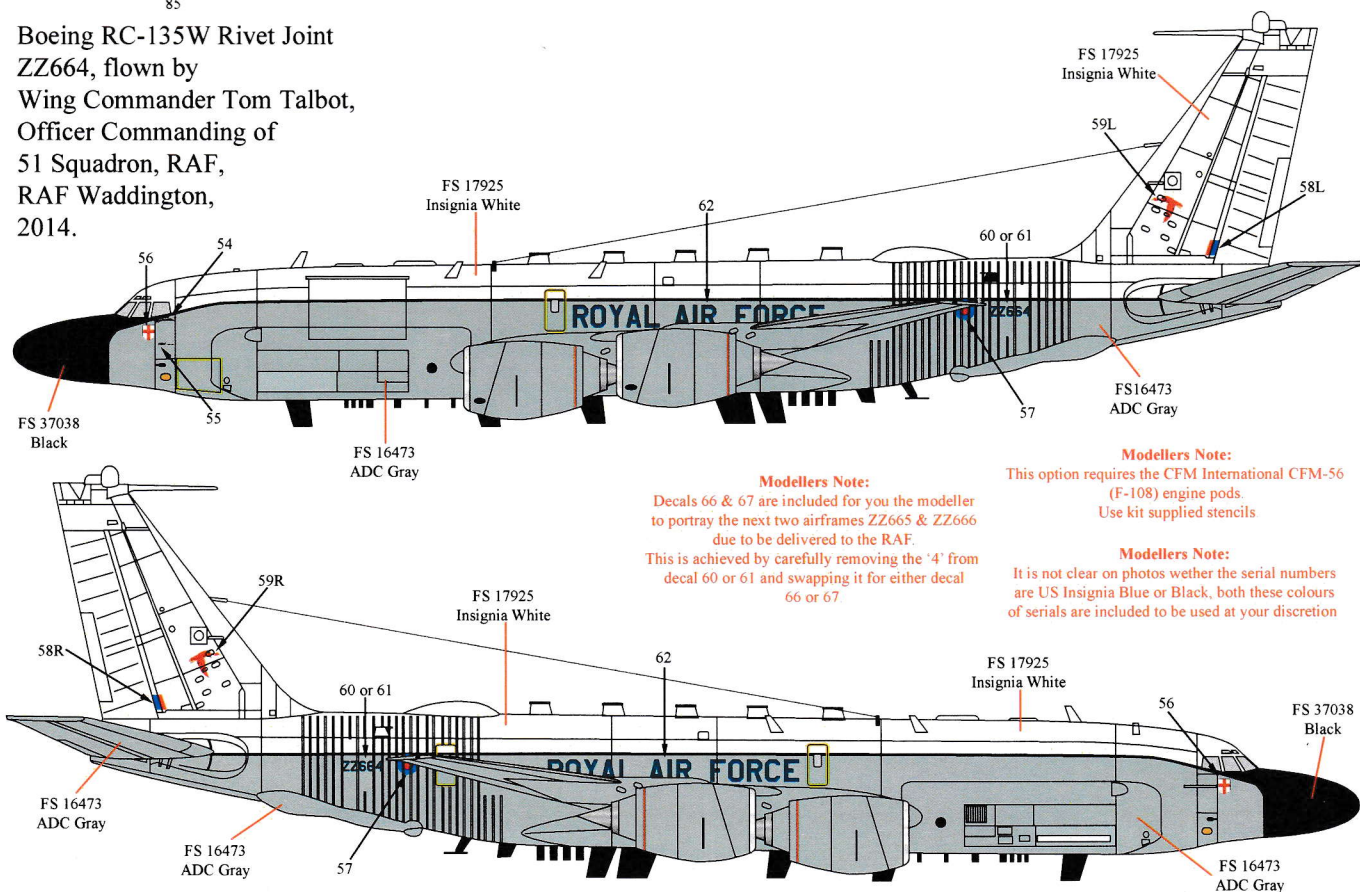 85
Boeing RC-135W Rivet Joint
ZZ664, flown by
Wing Commander Tom Talbot,
Officer Commanding of
51 Squadron, RAF,
RAF Waddington,
2014.
FS 17925
Insignia White
59L
58L
FS 17925
Insignia White
62
60 or 61
54
56
ROYAL AIR FORCE
ZZ664
55
57
FS 37038
Black
FS 16473
ADC Gray
FS16473
ADC Gray
Modellers Note:
Decals 66 & 67 are included for you the modeller
to portray the next two airframes ZZ665 & ZZ666
due to be delivered to the RAF.
This is achieved by carefully removing the ‘4’ from
decal 60 or 61 and swapping it for either decal
66 or 67
Modellers Note:
This option requires the CFM International CFM-56
(F-108) engine pods.
Use kit supplied stencils
Modellers Note:
It is not clear on photos wether the serial numbers
are US Insignia Blue or Black, both these colours
of serials are included to be used at your discretion
59R
58R
FS 17925
Insignia White
60 or 61
62
FS 17925
Insignia White
56
FS 37038
Black
ZZ664
ROYAL AIR FORCE
FS 16473
ADC Gray
FS 16473
ADC Gray
57
FS 16473
ADC Gray